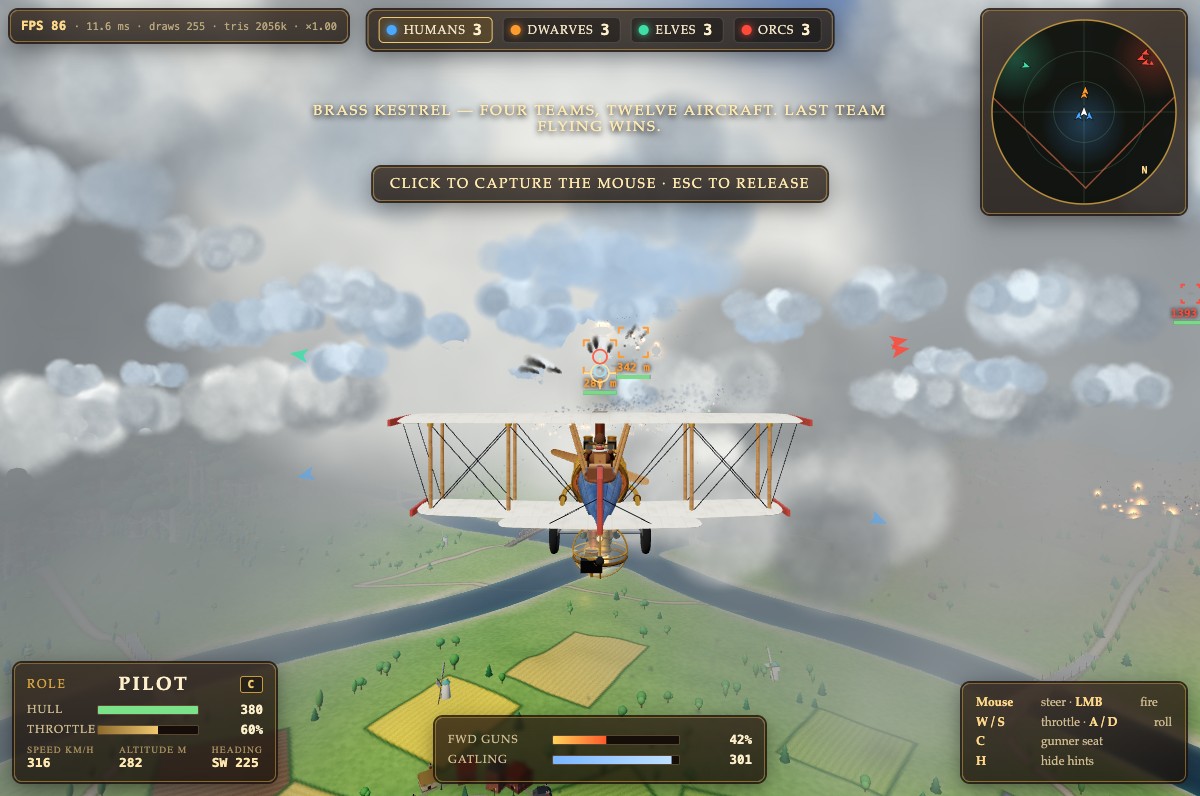 FPS 86 · 11.6 ms · draws 255 · tris 2056k · ×1.00
HUMANS 3 DWARVES 3 ELVES 3 ORCS 3
BRASS KESTREL — FOUR TEAMS, TWELVE AIRCRAFT. LAST TEAM
FLYING WINS.
CLICK TO CAPTURE THE MOUSE · ESC TO RELEASE
N
1393
342 m
ROLE PILOT C
HULL 380
THROTTLE 60%
SPEED KM/H ALTITUDE M HEADING
316 282 SW 225
FWD GUNS 42%
GATLING 301
Mouse steer · LMB fire
W / S throttle · A / D roll
C gunner seat
H hide hints